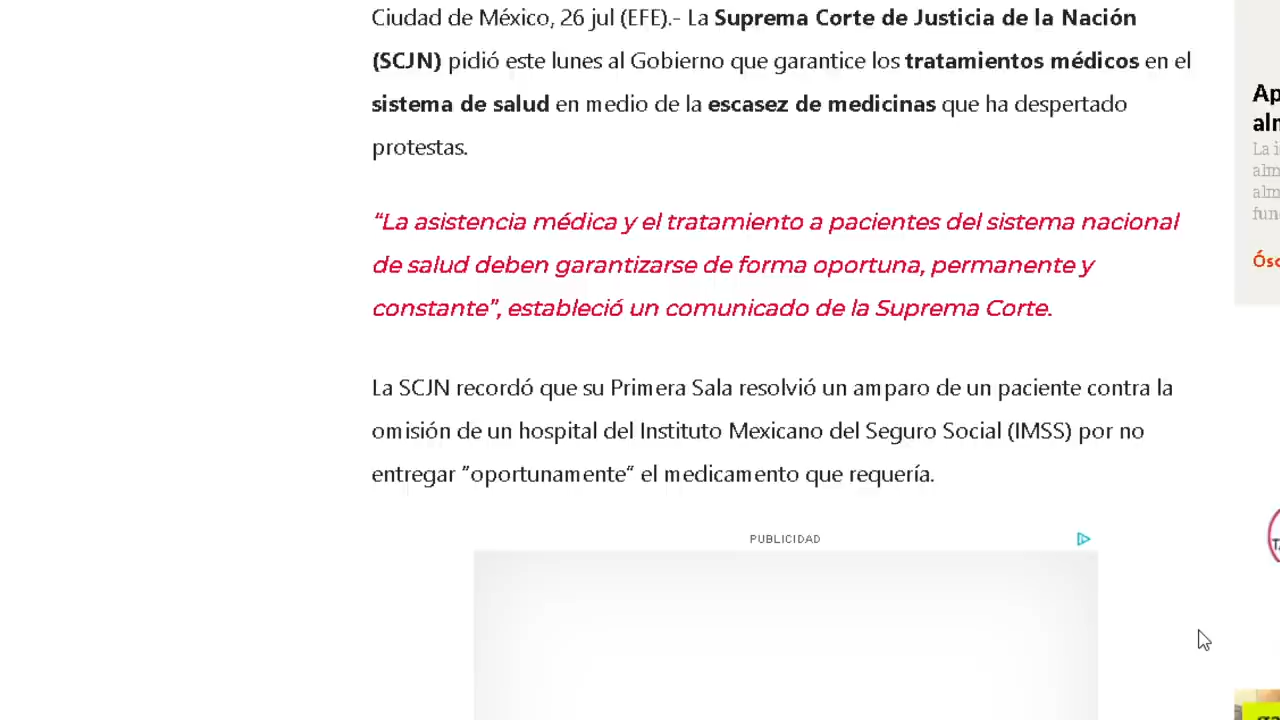 Ciudad de México, 26 jul (EFE).- La Suprema Corte de Justicia de la Nación
(SCJN) pidió este lunes al Gobierno que garantice los tratamientos médicos en el
sistema de salud en medio de la escasez de medicinas que ha despertado
protestas.
“La asistencia médica y el tratamiento a pacientes del sistema nacional
de salud deben garantizarse de forma oportuna, permanente y
constante”, estableció un comunicado de la Suprema Corte.
La SCJN recordó que su Primera Sala resolvió un amparo de un paciente contra la
omisión de un hospital del Instituto Mexicano del Seguro Social (IMSS) por no
entregar “oportunamente“ el medicamento que requería.
PUBLICIDAD
La